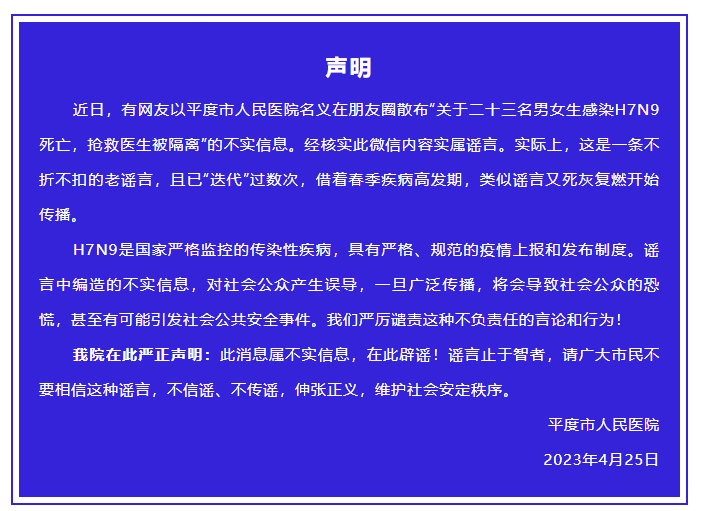 声明
近日，有网友以平度市人民医院名义在朋友圈散布“关于二十三名男女生感染H7N9
死亡，抢救医生被隔离”的不实信息。经核实此微信内容实属谣言。实际上，这是一条不
折不扣的老谣言，且已“迭代”过数次，借着春季疾病高发期，类似谣言又死灰复燃开始
传播。
H7N9是国家严格监控的传染性疾病，具有严格、规范的疫情上报和发布制度。谣
言中编造的不实信息，对社会公众产生误导，一旦广泛传播，将会导致社会公众的恐
慌，甚至有可能引发社会公共安全事件。我们严厉谴责这种不负责任的言论和行为！
我院在此严正声明：此消息属不实信息，在此辟谣！谣言止于智者，请广大市民不
要相信这种谣言，不信谣、不传谣，伸张正义，维护社会安定秩序。
平度市人民医院
2023年4月25日